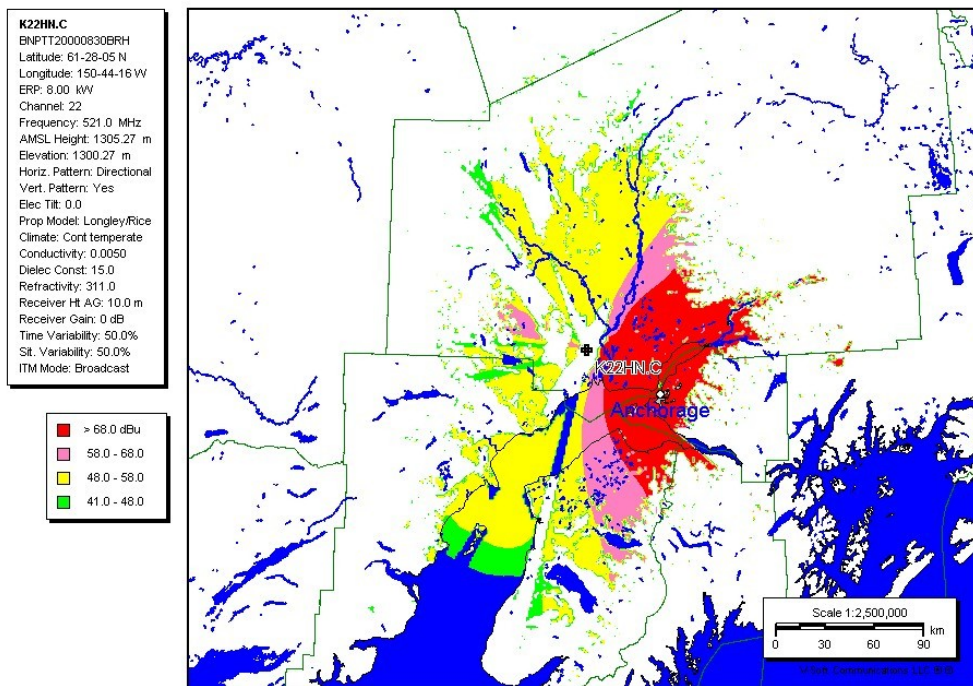 K22HN.C
BNPTT20000830BRH
Latitude: 61-28-05 N
Longitude: 150-44-16 W
ERP: 8.00 kW
Channel: 22
Frequency: 521.0 MHz
AMSL Height: 1305.27 m
Elevation: 1300.27 m
Horiz. Pattern: Directional
Vert. Pattern: Yes
Elec Tilt: 0.0
Prop Model: Longley/Rice
Climate: Cont temperate
Conductivity: 0.0050
Dielec Const: 15.0
Refractivity: 311.0
Receiver Ht AG: 10.0 m
Receiver Gain: 0 dB
Time Variability: 50.0%
Sit. Variability: 50.0%
ITM Mode: Broadcast
> 68.0 dBu
58.0 - 68.0
48.0 - 58.0
41.0 - 48.0
K22HN.C
Anchorage
Scale 1:2,500,000
0 30 60 90 km
V-Soft Communications LLC